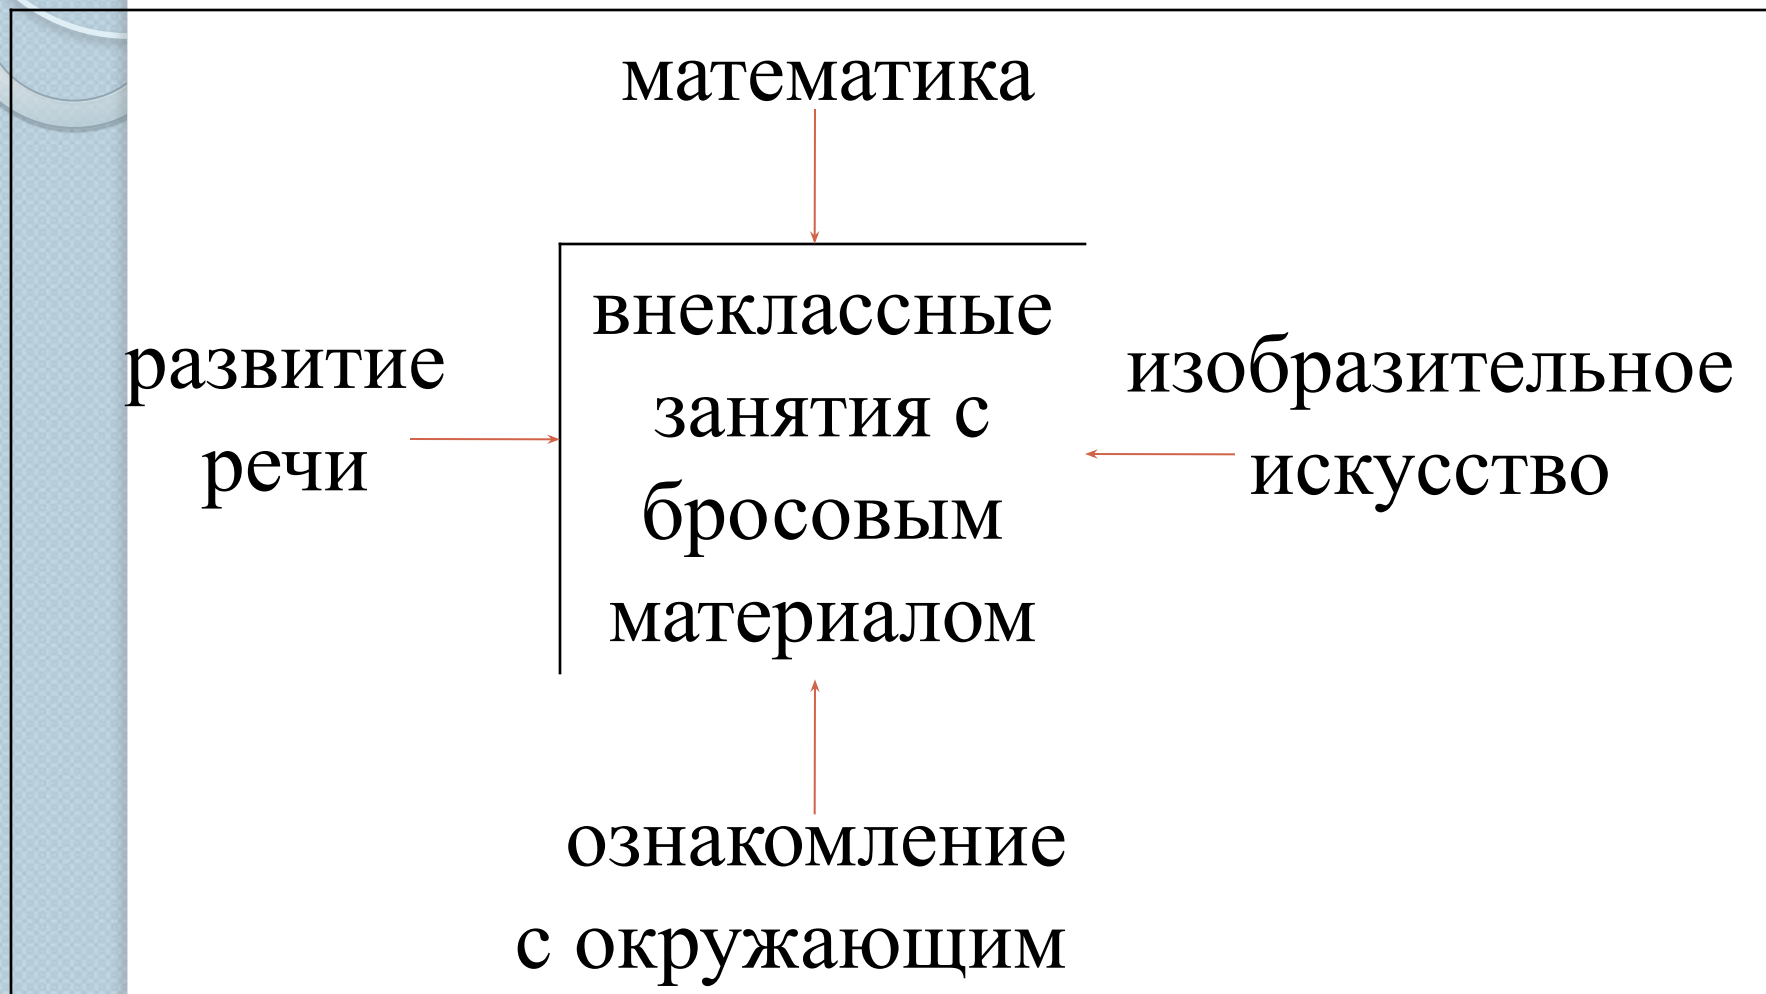 математика
внеклассные
занятия с
бросовым
материалом
развитие
речи
изобразительное
искусство
ознакомление
с окружающим